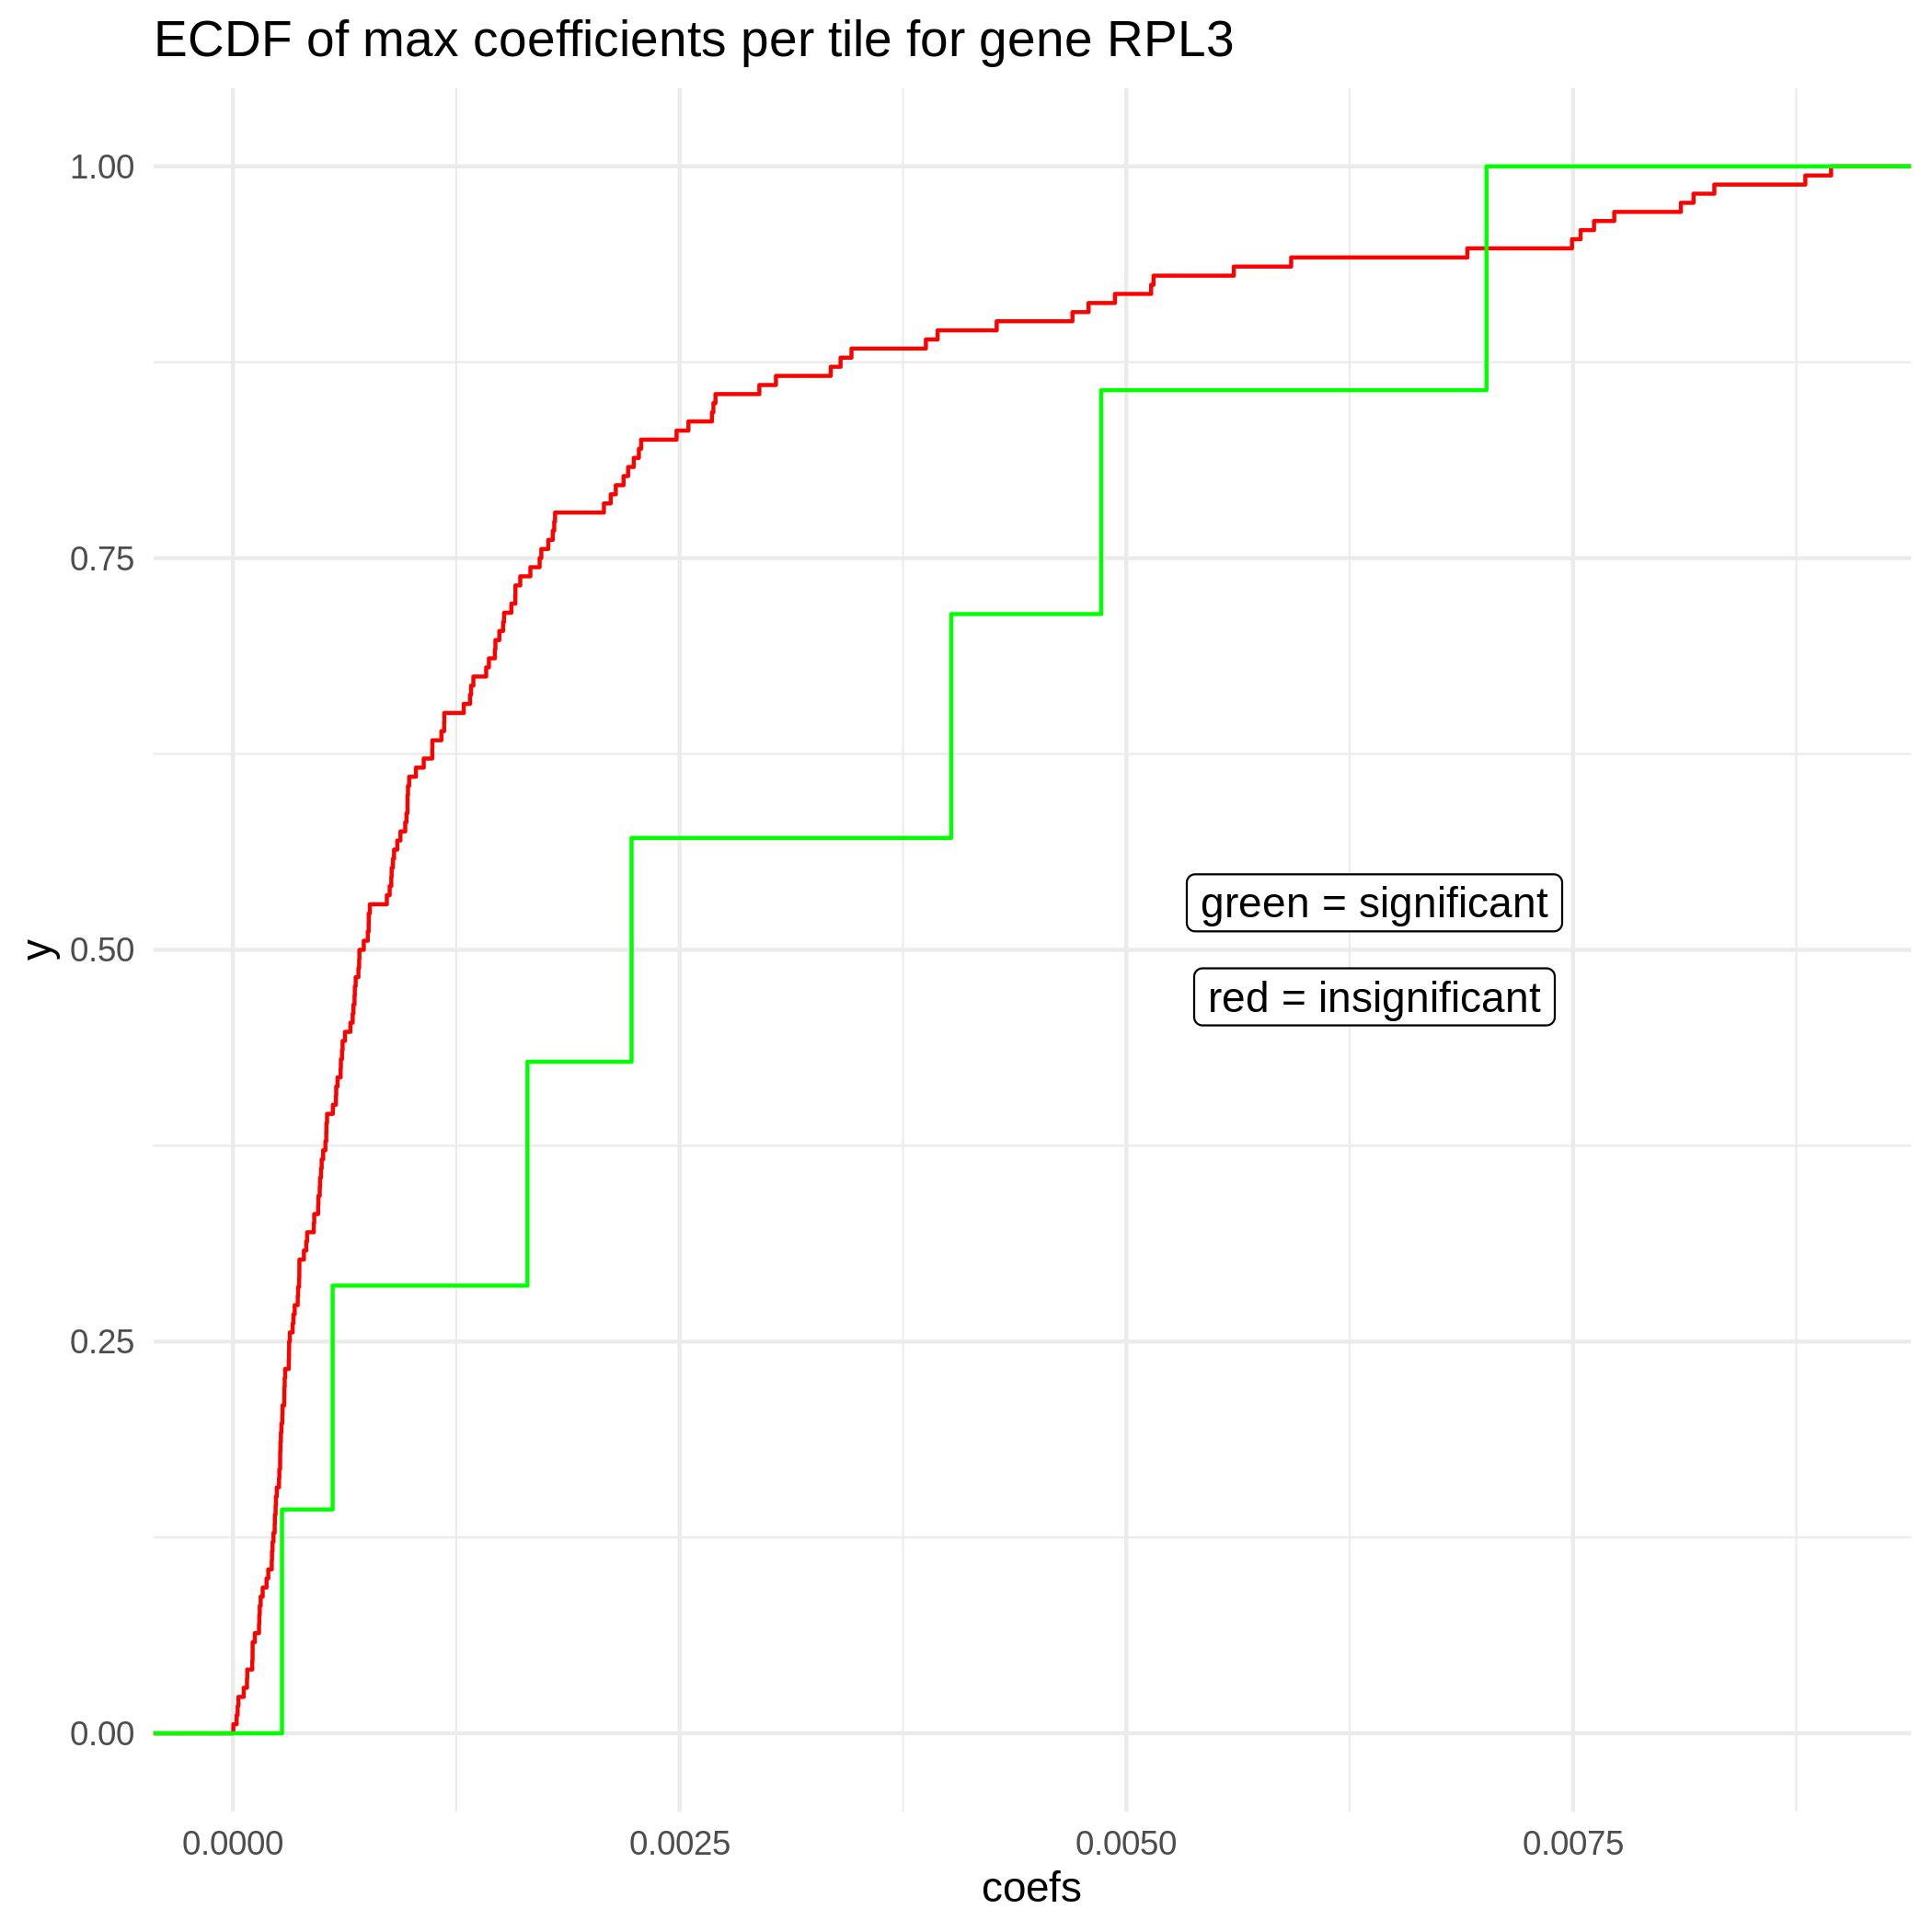 ECDF of max coefficients per tile for gene RPL3
1.00
0.75
0.50
0.25
0.00
y
green = significant
red = insignificant
0.0000 0.0025 0.0050 0.0075
coefs